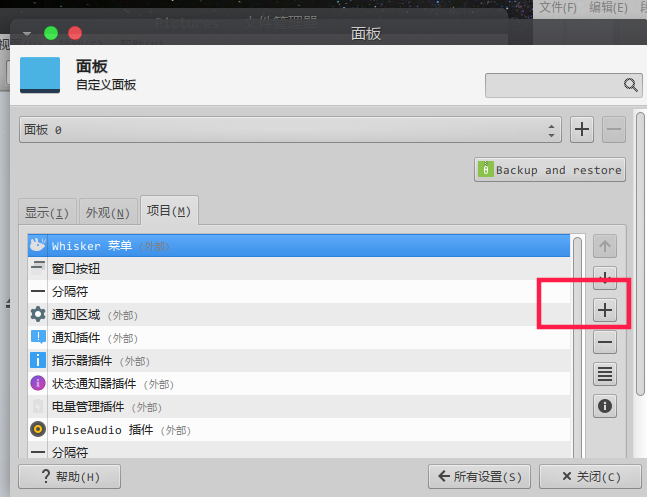 文件(F) 编辑(E)
面板
面板
自定义面板
面板 0
Backup and restore
显示(I) 外观(N) 项目(M)
Whisker 菜单 (外部)
窗口按钮
分隔符
通知区域 (外部)
通知插件 (外部)
指示器插件 (外部)
状态通知器插件 (外部)
电量管理插件 (外部)
PulseAudio 插件 (外部)
分隔符
帮助(H) 所有设置(S) 关闭(C)